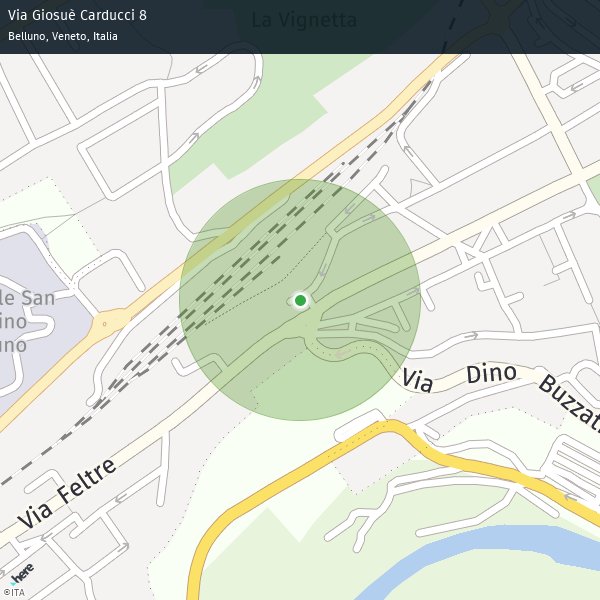 Via Giosuè Carducci 8
Belluno, Veneto, Italia
La Vignetta
le San
ino
uno
Via Dino Buzzati
Via Feltre
here
©ITA